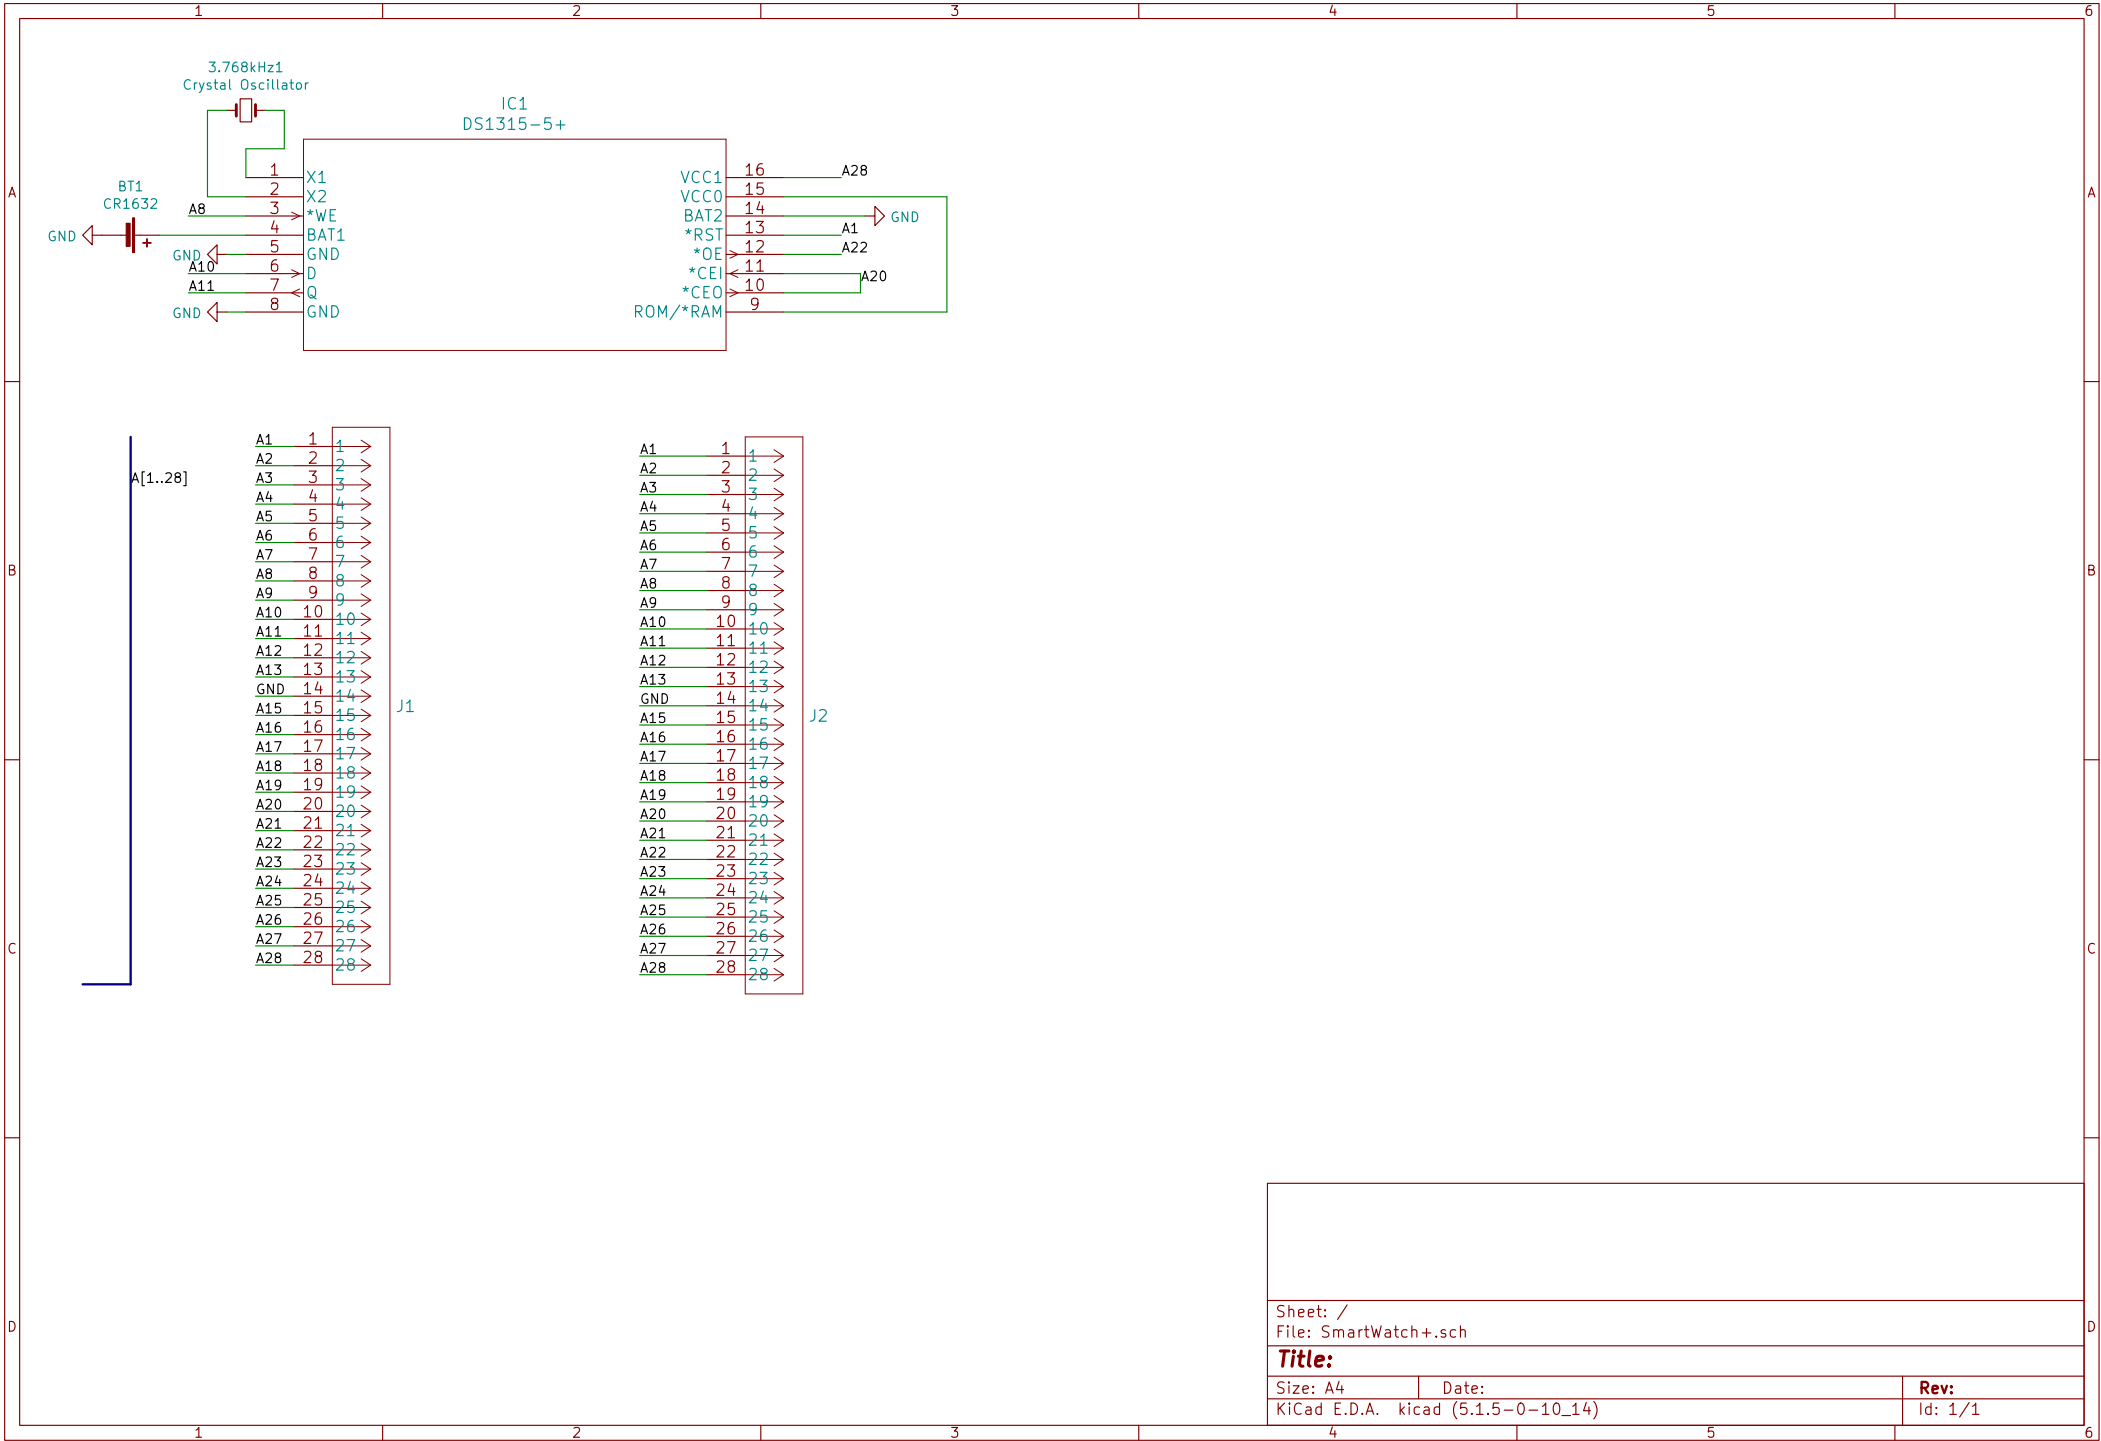 1 2 3 4 5 6
3.768kHz1
Crystal Oscillator
IC1
DS1315-5+
A
A
BT1
CR1632
GND
+
A8
GND
A10
A11
GND
1 X1
2 X2
3 *WE
4 BAT1
5 GND
6 D
7 Q
8 GND
VCC1 16 A28
VCC0 15
BAT2 14 GND
*RST 13 A1
*OE 12 A22
*CEI 11
A20
*CEO 10
ROM/*RAM 9
B
B
A[1..28]
A1 1 1
A2 2 2
A3 3 3
A4 4 4
A5 5 5
A6 6 6
A7 7 7
A8 8 8
A9 9 9
A10 10 10
A11 11 11
A12 12 12
A13 13 13
GND 14 14
A15 15 15
A16 16 16
A17 17 17
A18 18 18
A19 19 19
A20 20 20
A21 21 21
A22 22 22
A23 23 23
A24 24 24
A25 25 25
A26 26 26
A27 27 27
A28 28 28
J1
A1 1 1
A2 2 2
A3 3 3
A4 4 4
A5 5 5
A6 6 6
A7 7 7
A8 8 8
A9 9 9
A10 10 10
A11 11 11
A12 12 12
A13 13 13
GND 14 14
A15 15 15
A16 16 16
A17 17 17
A18 18 18
A19 19 19
A20 20 20
A21 21 21
A22 22 22
A23 23 23
A24 24 24
A25 25 25
A26 26 26
A27 27 27
A28 28 28
J2
C
C
D
D
Sheet: /
File: SmartWatch+.sch
Title:
Size: A4 Date: Rev:
KiCad E.D.A. kicad (5.1.5-0-10_14) Id: 1/1
1 2 3 4 5 6